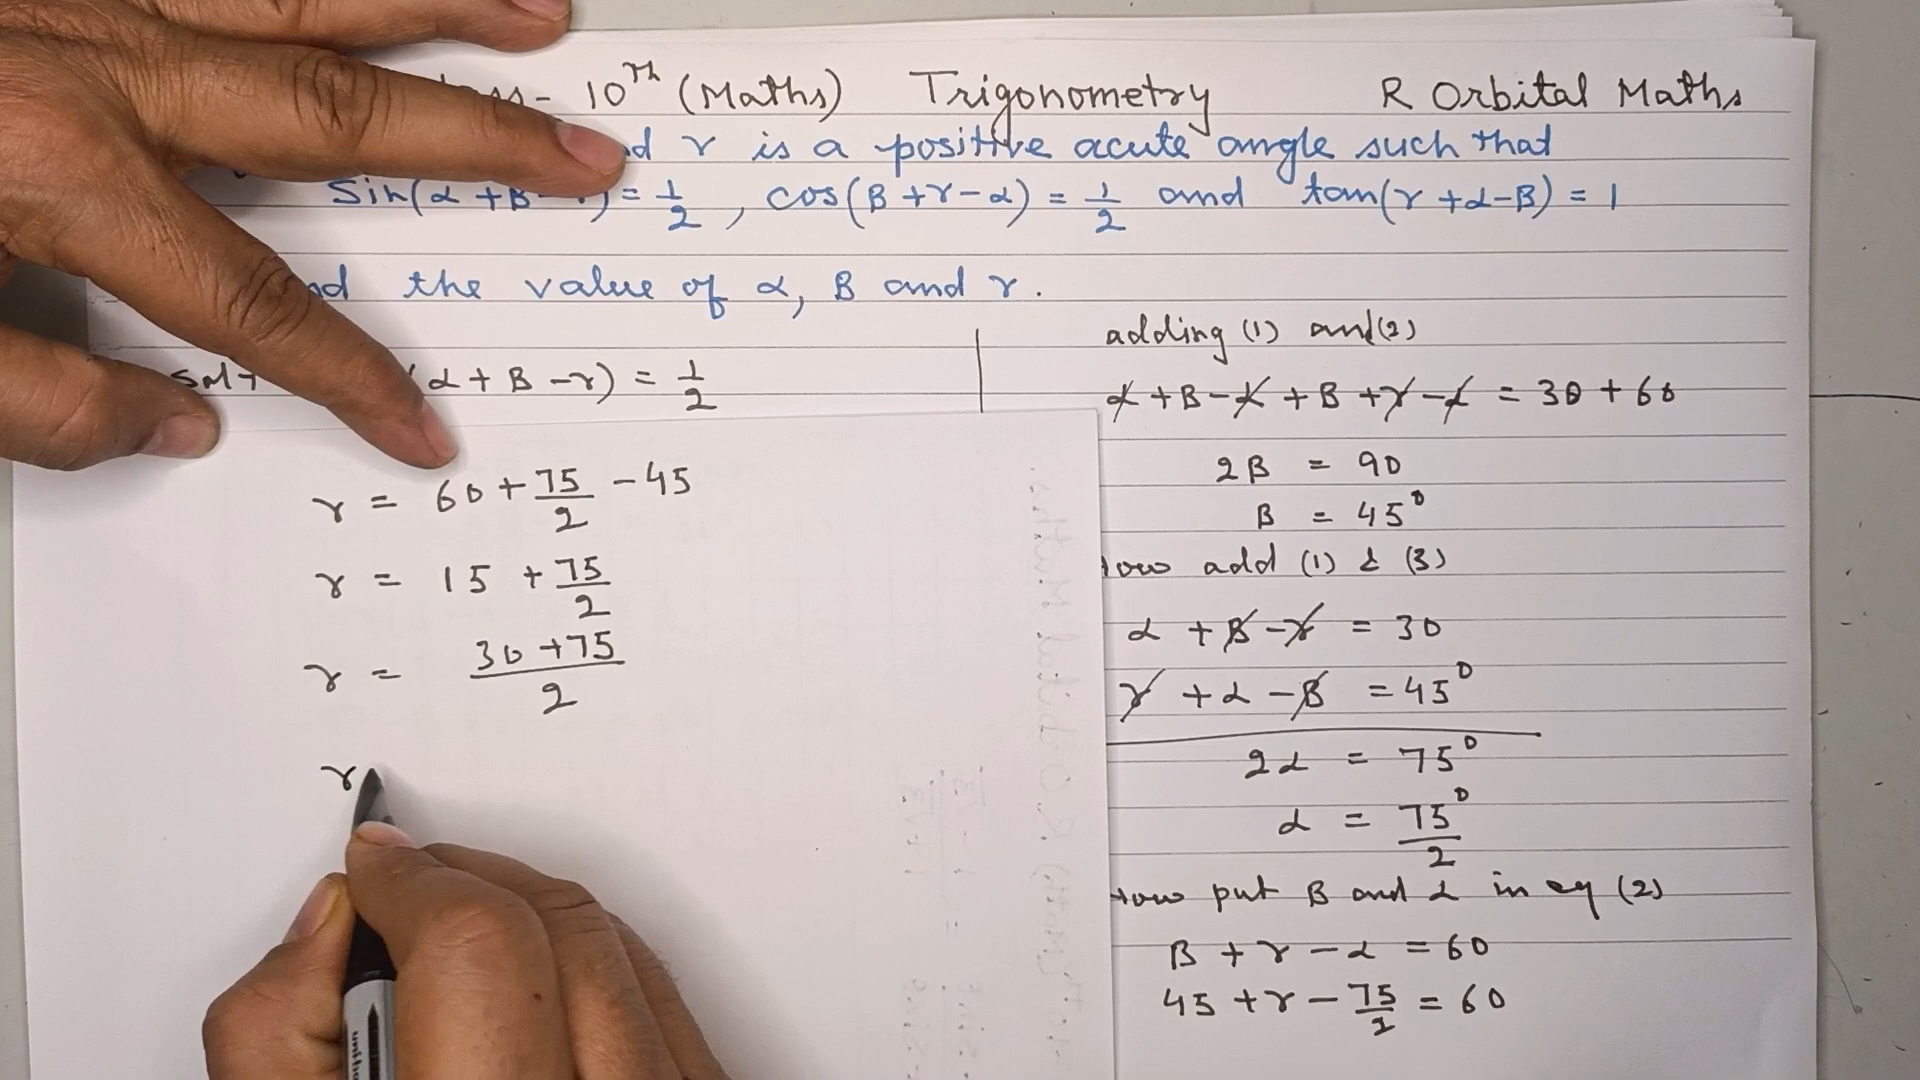 10Th (Maths) Trigonometry R Orbital Maths
r is a positive acute angle such that
Sin(α + B - r) = 1/2, cos(B + r - α) = 1/2 and tan(r + α - B) = 1
the value of α, B and r.
(α + B - r) = 1/2
r = 60 + 75/2 - 45
r = 15 + 75/2
r = 30 + 75/2
r
adding (1) and (2)
α + B - r + B + r - α = 30 + 60
2B = 90
B = 45°
add (1) & (3)
α + B - r = 30
r + α - B = 45°
2α = 75°
α = 75°/2
put B and α in eq (2)
B + r - α = 60
45 + r - 75/2 = 60